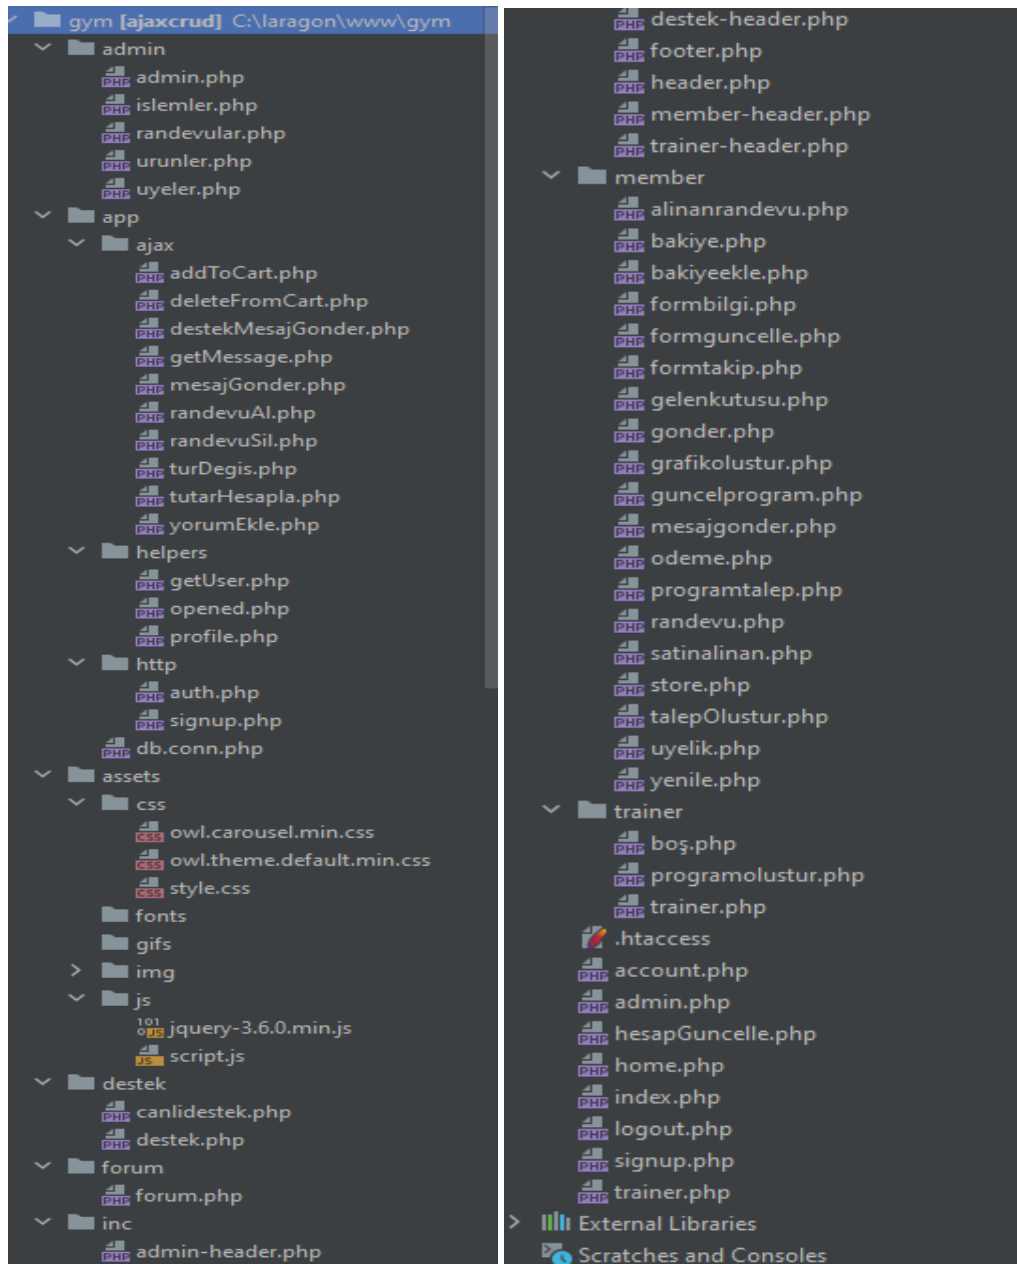 gym [ajaxcrud] C:\laragon\www\gym
admin
admin.php
islemler.php
randevular.php
urunler.php
uyeler.php
app
ajax
addToCart.php
deleteFromCart.php
destekMesajGonder.php
getMessage.php
mesajGonder.php
randevuAl.php
randevuSil.php
turDegis.php
tutarHesapla.php
yorumEkle.php
helpers
getUser.php
opened.php
profile.php
http
auth.php
signup.php
db.conn.php
assets
css
owl.carousel.min.css
owl.theme.default.min.css
style.css
fonts
gifs
img
js
jquery-3.6.0.min.js
script.js
destek
canlidestek.php
destek.php
forum
forum.php
inc
admin-header.php
destek-header.php
footer.php
header.php
member-header.php
trainer-header.php
member
alinanrandevu.php
bakiye.php
bakiyeekle.php
formbilgi.php
formguncelle.php
formtakip.php
gelenkutusu.php
gonder.php
grafikolustur.php
guncelprogram.php
mesajgonder.php
odeme.php
programtalep.php
randevu.php
satinalinan.php
store.php
talepOlustur.php
uyelik.php
yenile.php
trainer
boş.php
programolustur.php
trainer.php
.htaccess
account.php
admin.php
hesapGuncelle.php
home.php
index.php
logout.php
signup.php
trainer.php
External Libraries
Scratches and Consoles